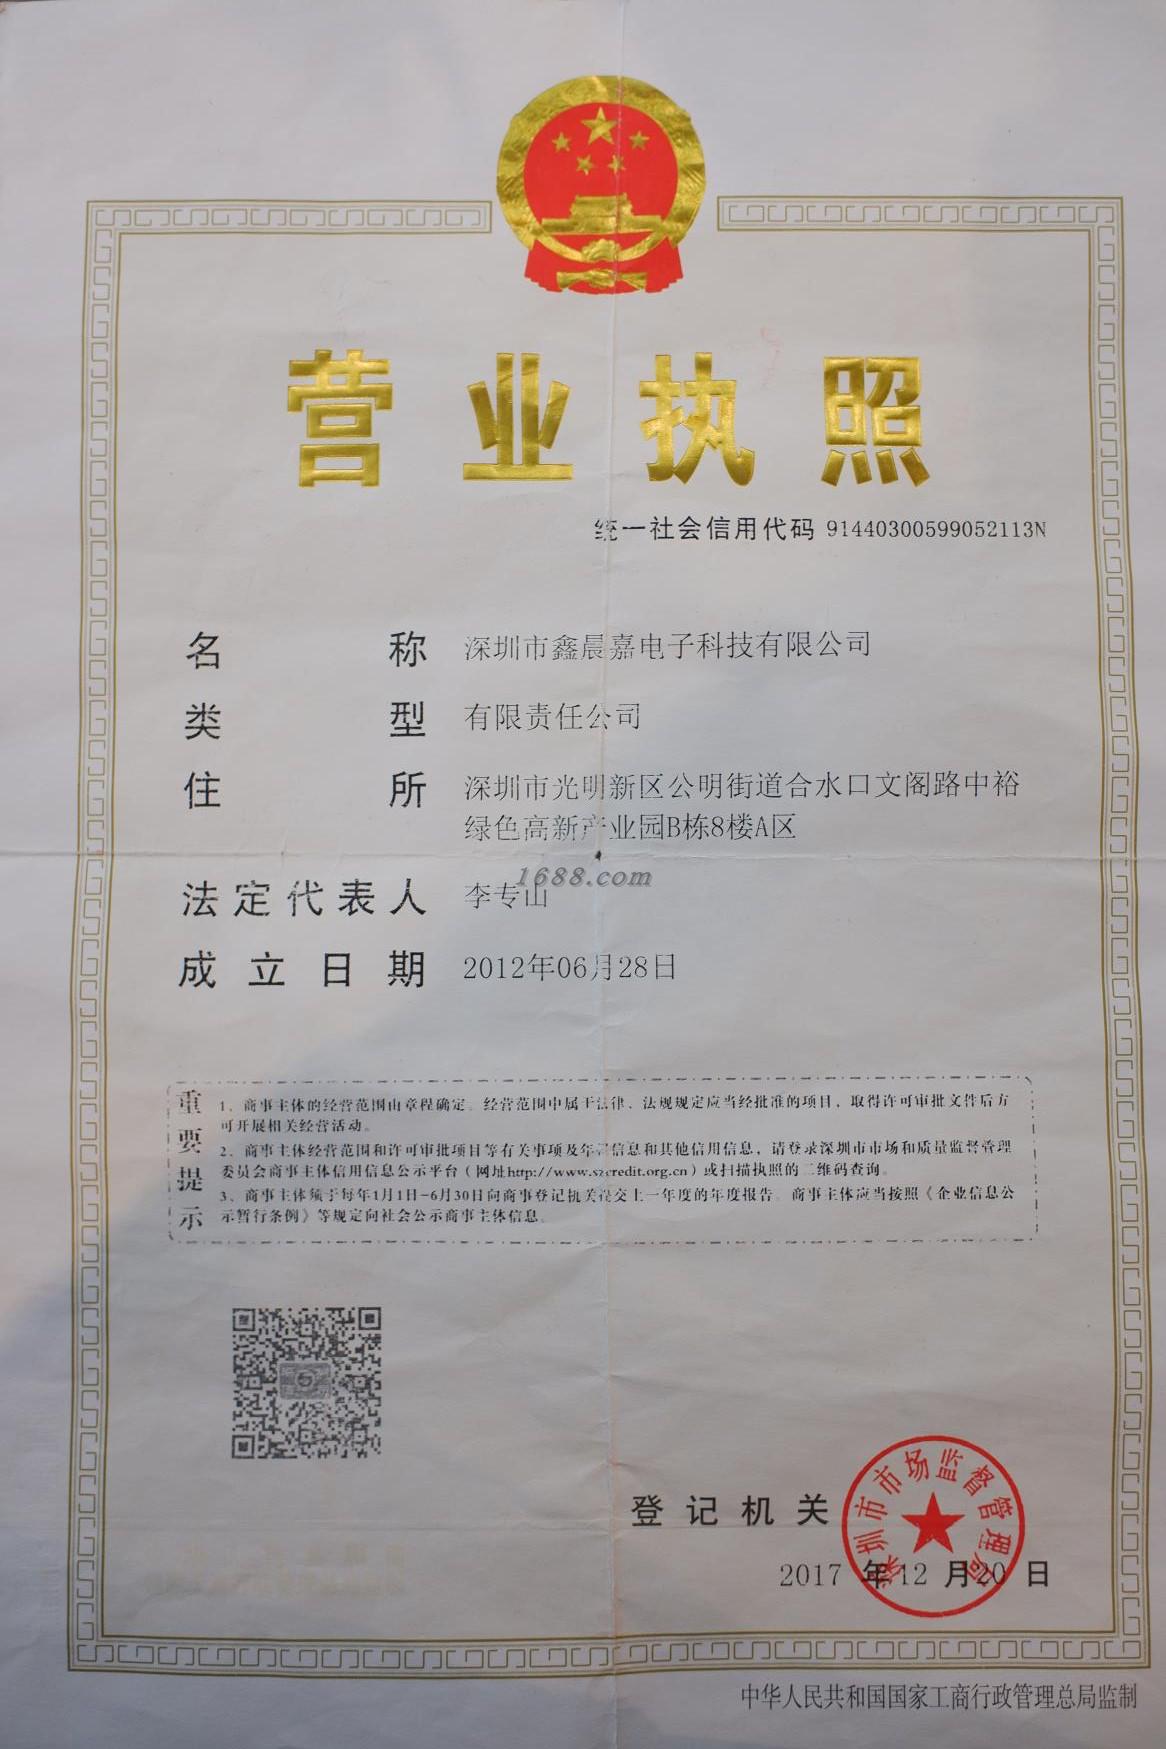 营业执照
统一社会信用代码 91440300599052113N
名称 深圳市鑫晨嘉电子科技有限公司
类型 有限责任公司
住所 深圳市光明新区公明街道合水口文阁路中裕
绿色高新产业园B栋8楼A区
1688.com
法定代表人 李专山
成立日期 2012年06月28日
重要提示
1、商事主体的经营范围由章程确定。经营范围中属于法律、法规规定应当经批准的项目，取得许可审批文件后方
可开展相关经营活动。
2、商事主体经营范围和许可审批项目等有关事项及年报信息和其他信用信息，请登录深圳市市场和质量监督管理
委员会商事主体信用信息公示平台（网址http://www.szcredit.org.cn）或扫描执照的二维码查询。
3、商事主体须于每年1月1日-6月30日向商事登记机关提交上一年度的年度报告。商事主体应当按照《企业信息公
示暂行条例》等规定向社会公示商事主体信息。
登记机关
深圳市市场监督管理局
2017 年12 月20 日
中华人民共和国国家工商行政管理总局监制